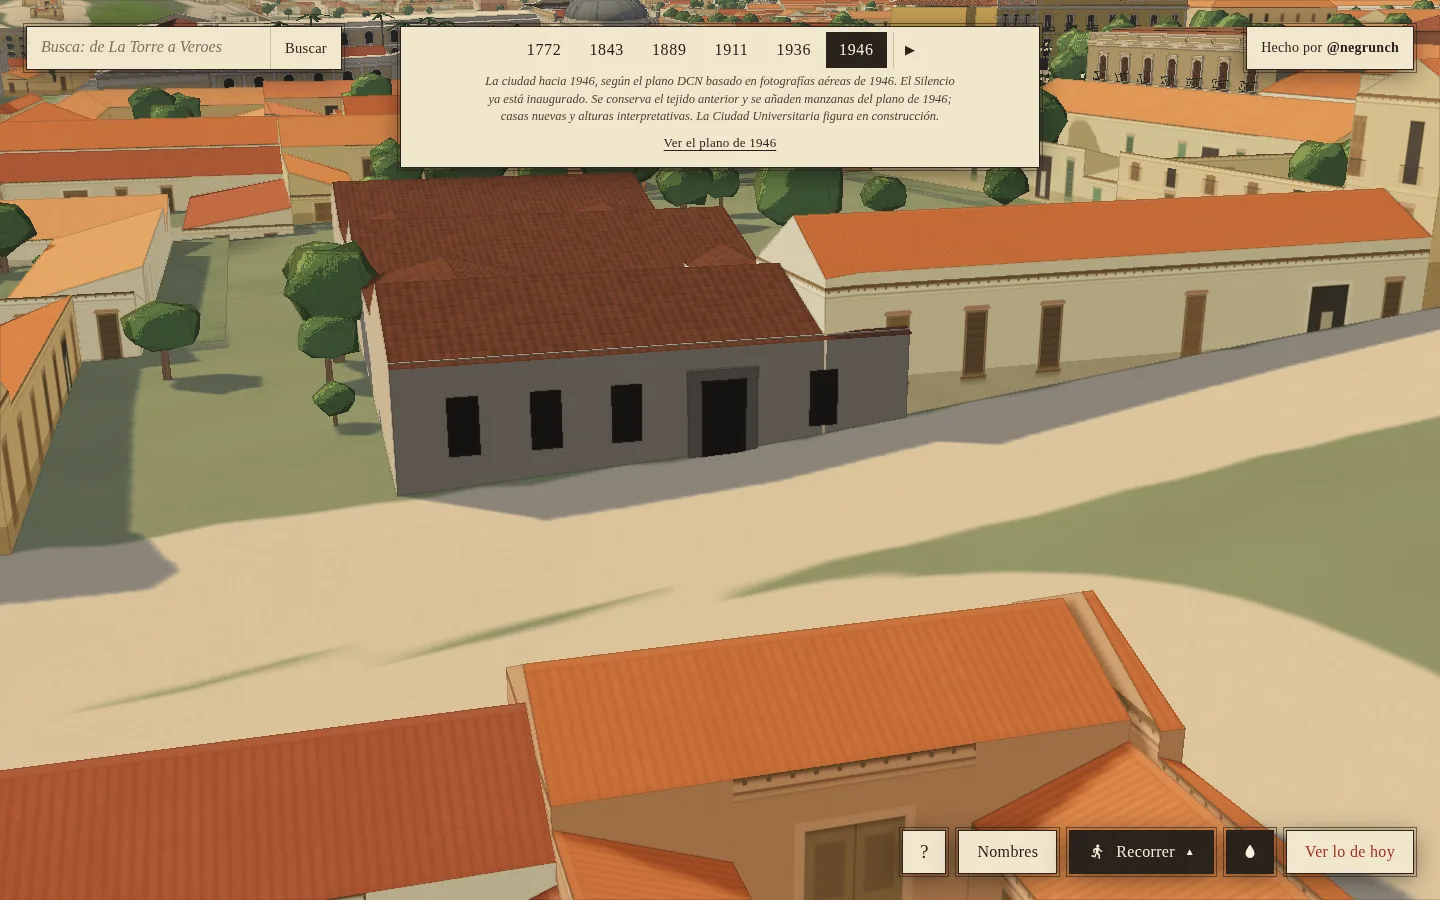 Busca: de La Torre a Veroes
Buscar
1772 1843 1889 1911 1936 1946 ▶
La ciudad hacia 1946, según el plano DCN basado en fotografías aéreas de 1946. El Silencio
ya está inaugurado. Se conserva el tejido anterior y se añaden manzanas del plano de 1946;
casas nuevas y alturas interpretativas. La Ciudad Universitaria figura en construcción.
Ver el plano de 1946
Hecho por @negrunch
?
Nombres
Recorrer ▲
Ver lo de hoy